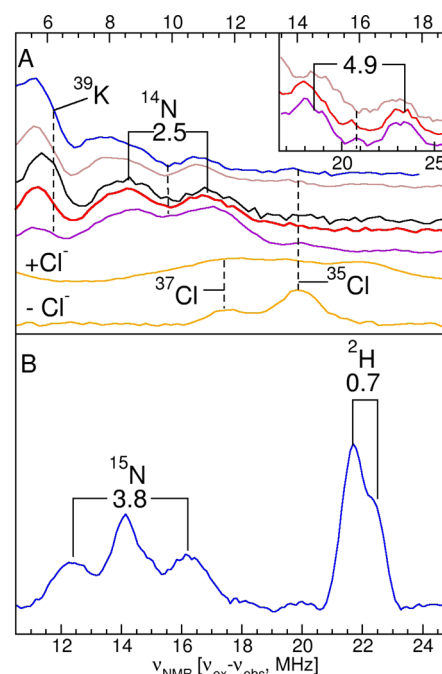 6 8 10 12 14 16 18
A
³⁹K
¹⁴N
2.5
4.9
20 25
+Cl⁻
- Cl⁻
³⁷Cl
³⁵Cl
B
²H
0.7
¹⁵N
3.8
12 14 16 18 20 22 24
νNMR [νex-νobs, MHz]